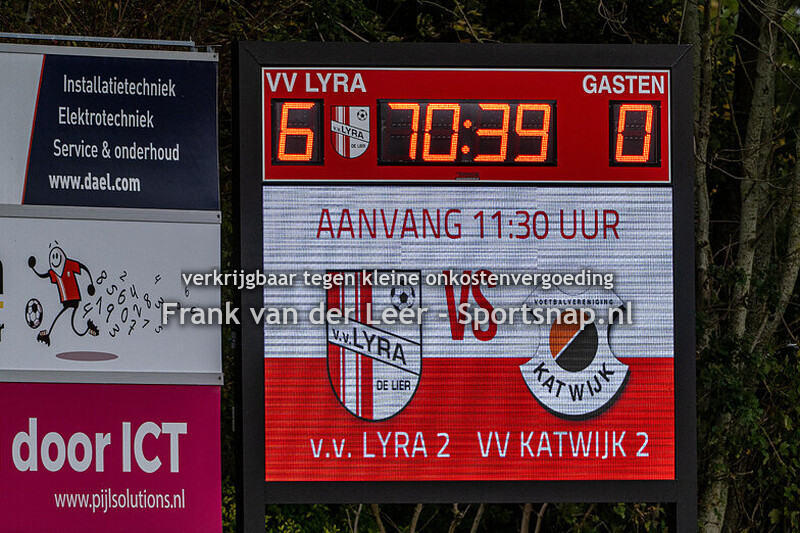 Installatietechniek
Elektrotechniek
Service & onderhoud
www.dael.com
door ICT
www.pijlsolutions.nl
VV LYRA
GASTEN
6
LYRA
DE LIER
70:39
0
AANVANG 11:30 UUR
v.v. LYRA
DE LIER
VS
VOETBALVERENIGING
KATWIJK
v.v. LYRA 2
VV KATWIJK 2
verkrijgbaar tegen kleine onkostenvergoeding
Frank van der Leer - Sportsnap.nl